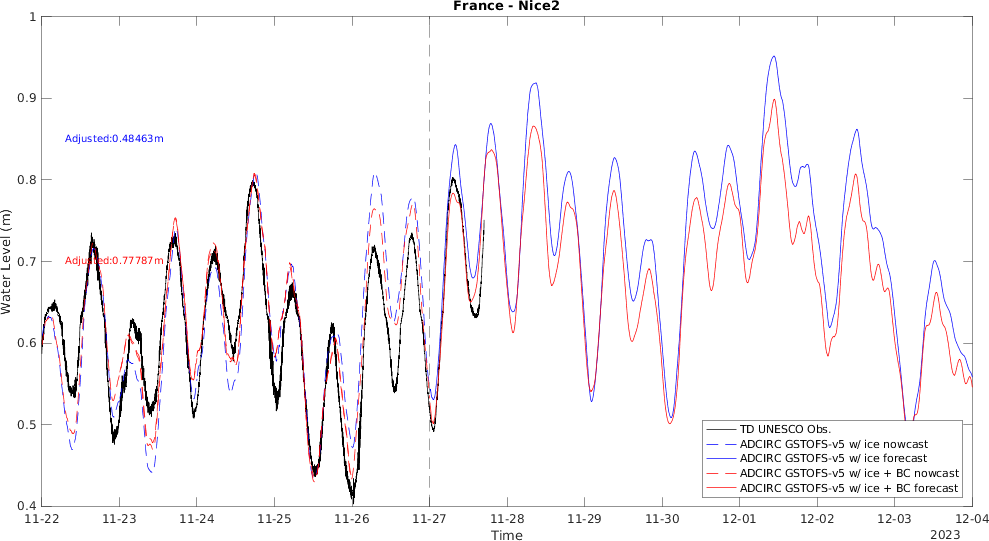 France - Nice2
Water Level (m)
1
0.9
0.8
0.7
0.6
0.5
0.4
Adjusted:0.48463m
Adjusted:0.77787m
TD UNESCO Obs.
ADCIRC GSTOFS-v5 w/ ice nowcast
ADCIRC GSTOFS-v5 w/ ice forecast
ADCIRC GSTOFS-v5 w/ ice + BC nowcast
ADCIRC GSTOFS-v5 w/ ice + BC forecast
11-22 11-23 11-24 11-25 11-26 11-27 11-28 11-29 11-30 12-01 12-02 12-03 12-04
Time
2023